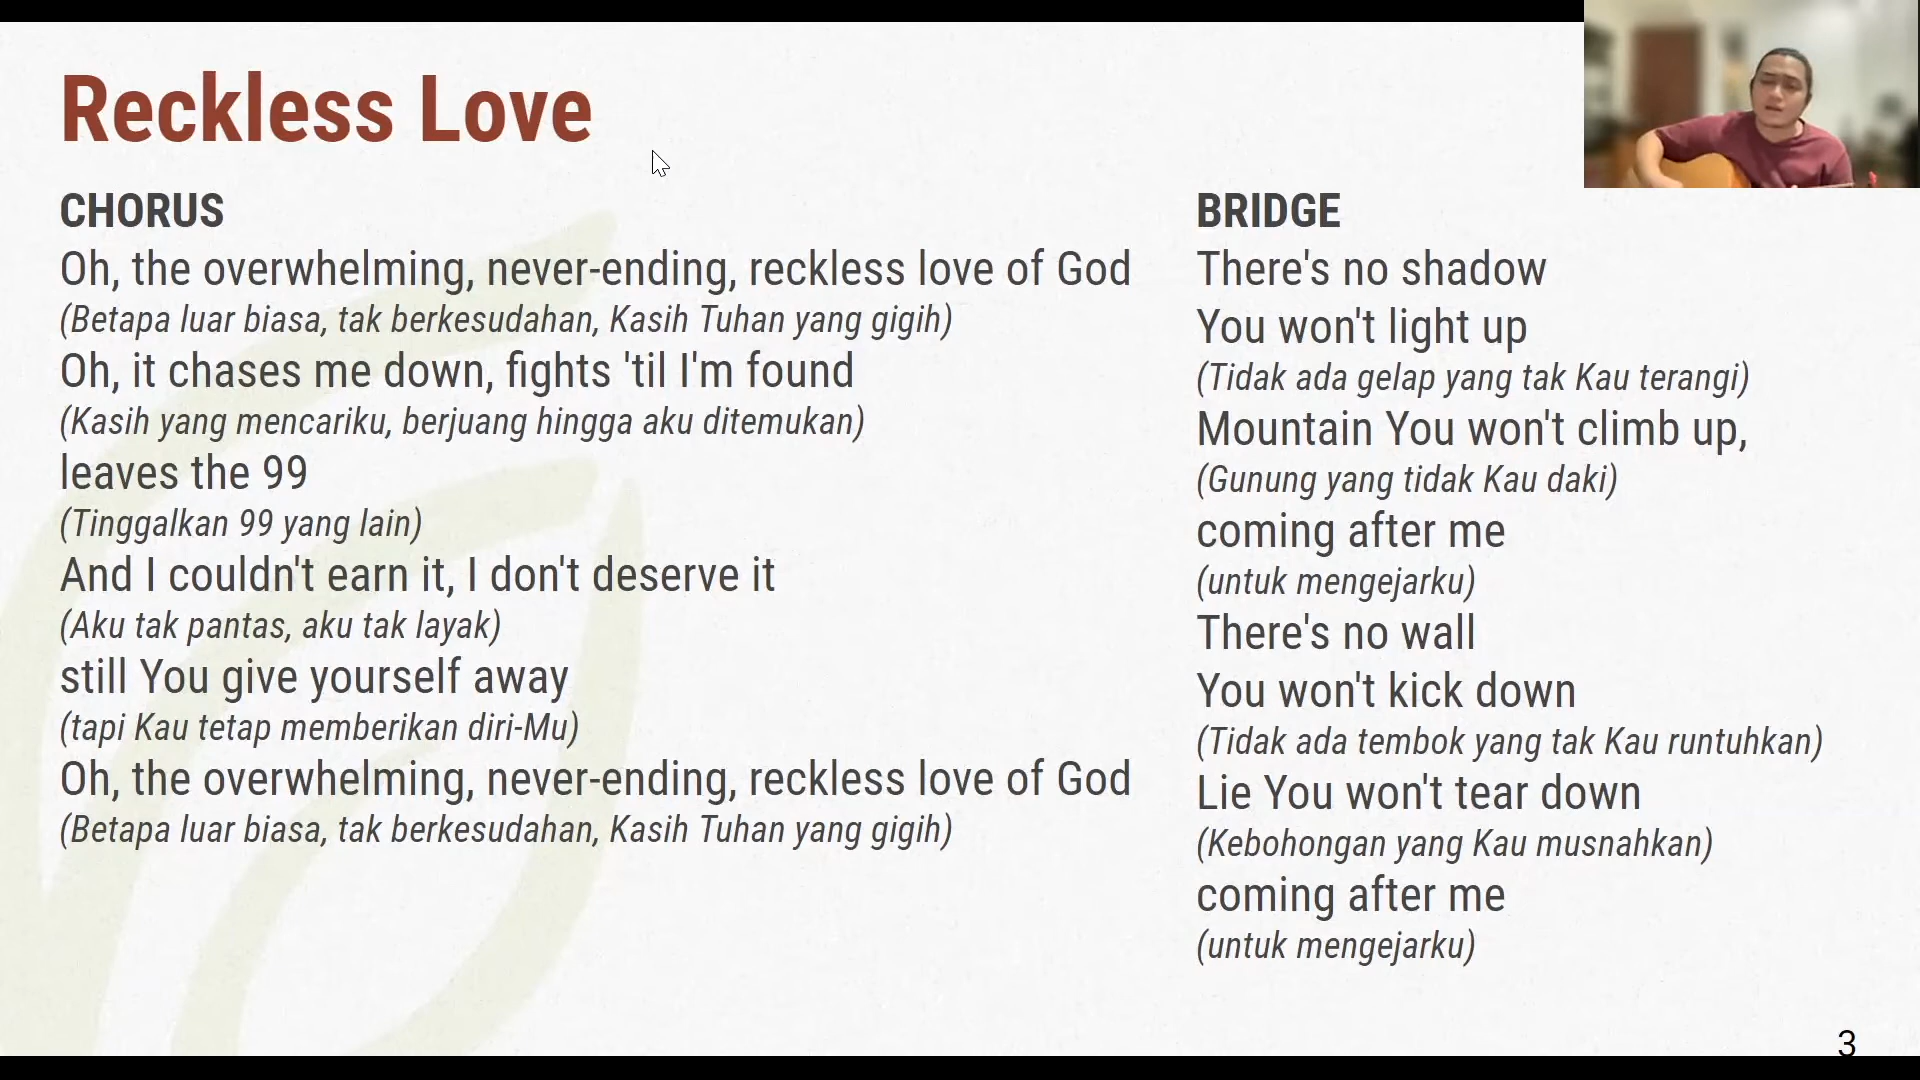 Reckless Love
CHORUS
Oh, the overwhelming, never-ending, reckless love of God
(Betapa luar biasa, tak berkesudahan, Kasih Tuhan yang gigih)
Oh, it chases me down, fights 'til I'm found
(Kasih yang mencariku, berjuang hingga aku ditemukan)
leaves the 99
(Tinggalkan 99 yang lain)
And I couldn't earn it, I don't deserve it
(Aku tak pantas, aku tak layak)
still You give yourself away
(tapi Kau tetap memberikan diri-Mu)
Oh, the overwhelming, never-ending, reckless love of God
(Betapa luar biasa, tak berkesudahan, Kasih Tuhan yang gigih)
BRIDGE
There's no shadow
You won't light up
(Tidak ada gelap yang tak Kau terangi)
Mountain You won't climb up,
(Gunung yang tidak Kau daki)
coming after me
(untuk mengejarku)
There's no wall
You won't kick down
(Tidak ada tembok yang tak Kau runtuhkan)
Lie You won't tear down
(Kebohongan yang Kau musnahkan)
coming after me
(untuk mengejarku)
3